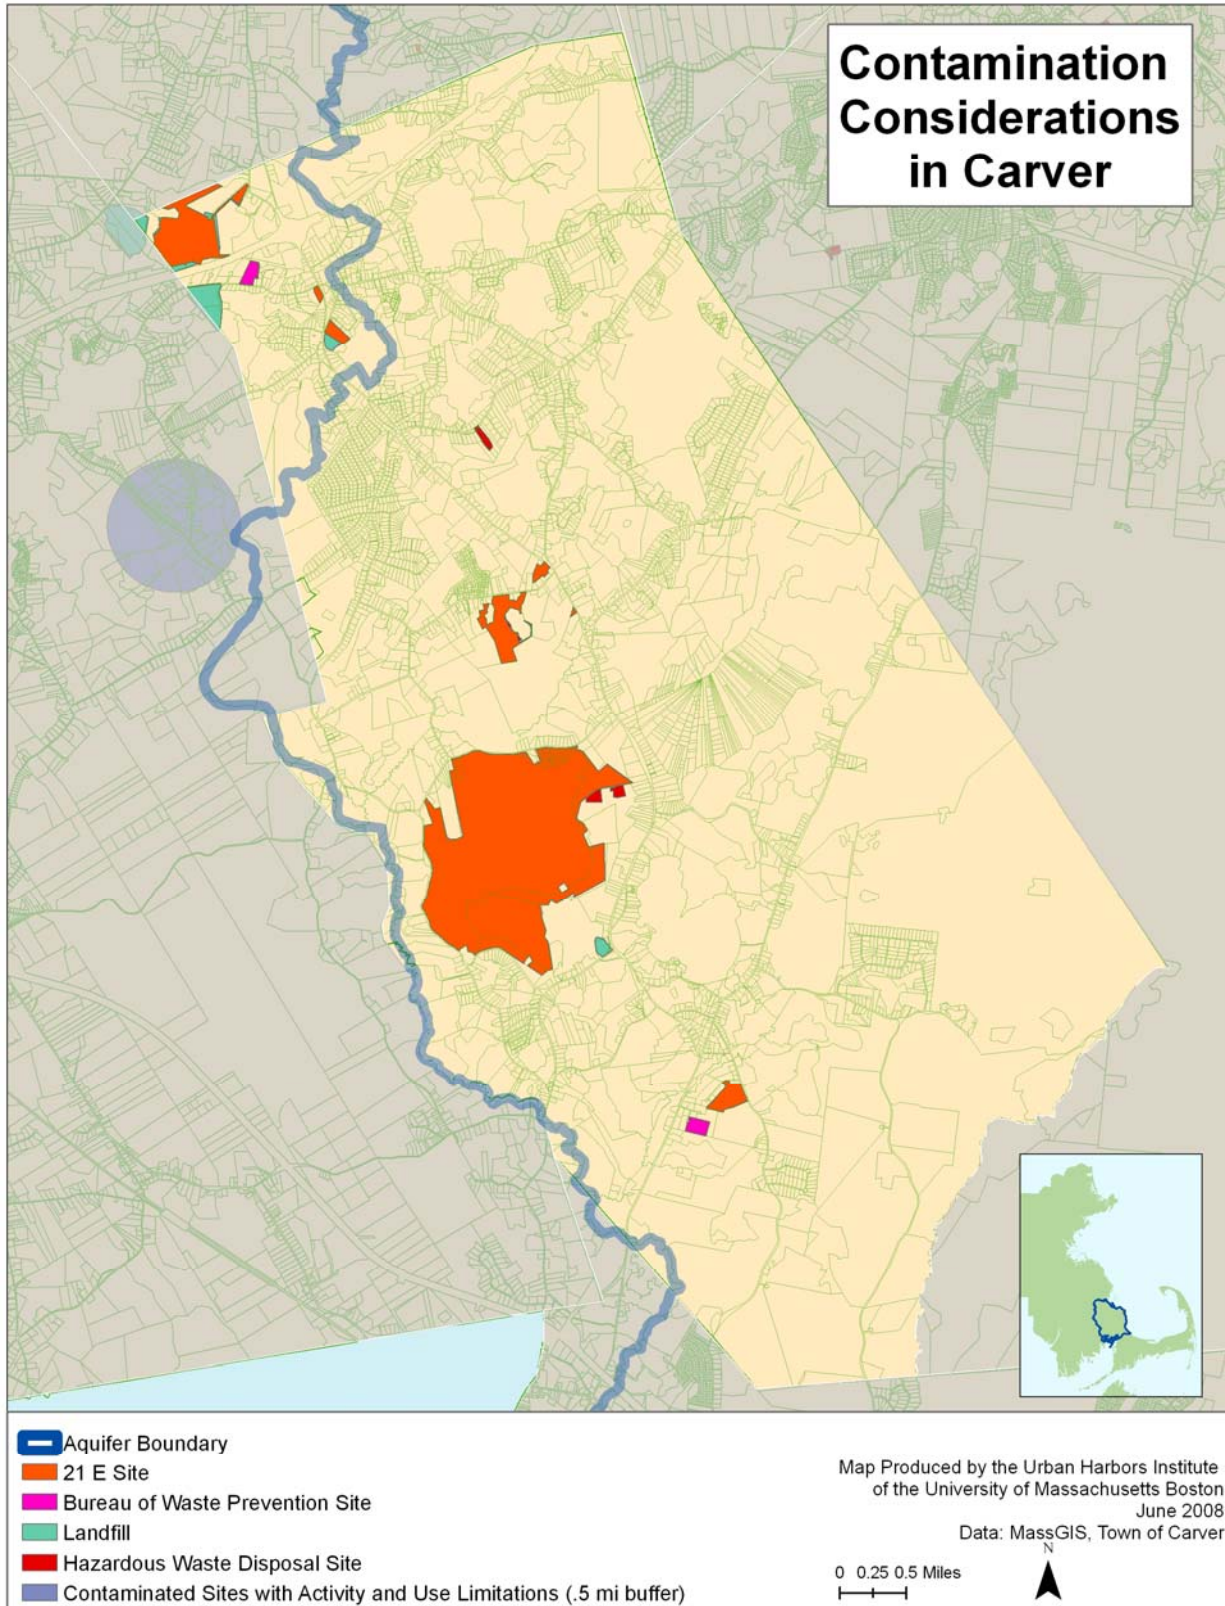 Contamination
Considerations
in Carver
Aquifer Boundary
21 E Site
Bureau of Waste Prevention Site
Landfill
Hazardous Waste Disposal Site
Contaminated Sites with Activity and Use Limitations (.5 mi buffer)
Map Produced by the Urban Harbors Institute
of the University of Massachusetts Boston
June 2008
Data: MassGIS, Town of Carver
N
0 0.25 0.5 Miles